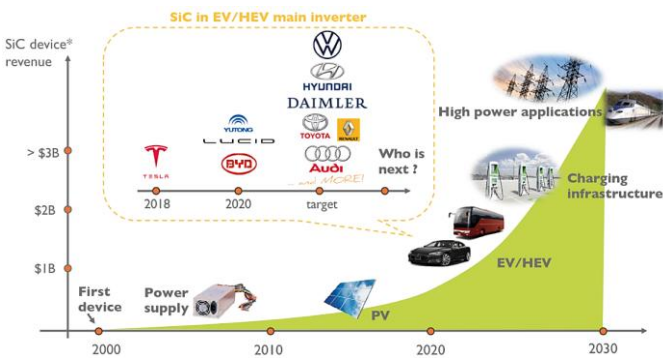 SiC in EV/HEV main inverter
SiC device*
revenue
HYUNDAI
DAIMLER
YUTONG
LUCID
TOYOTA
RENAULT
TESLA
BYD
Audi
... and MORE!
Who is
next ?
2018
2020
target
> $3B
$2B
$1B
High power applications
Charging
infrastructure
EV/HEV
First
device
Power
supply
PV
2000
2010
2020
2030